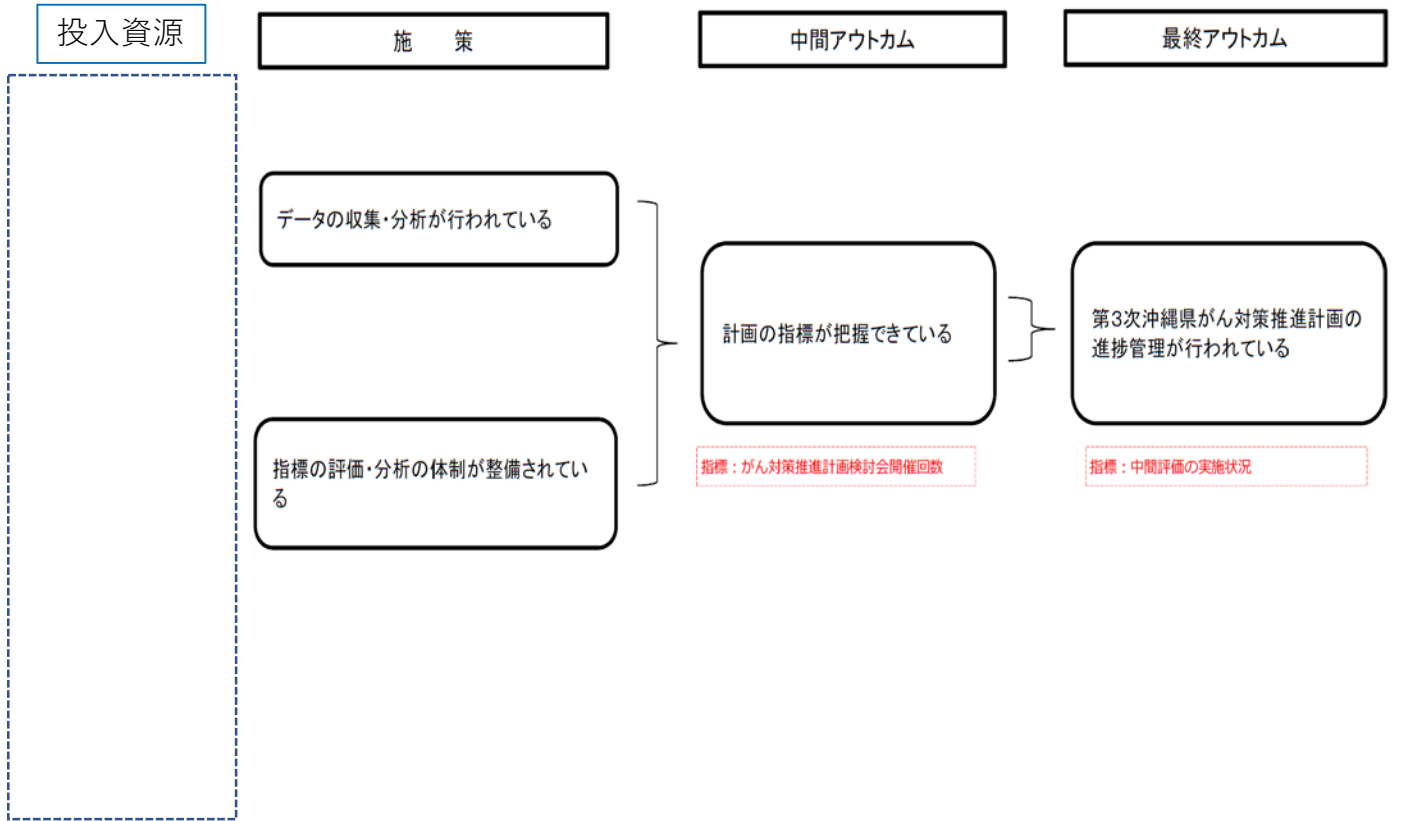 投入資源
施　策
中間アウトカム
最終アウトカム
データの収集・分析が行われている
指標の評価・分析の体制が整備されてい
る
計画の指標が把握できている
指標：がん対策推進計画検討会開催回数
第3次沖縄県がん対策推進計画の
進捗管理が行われている
指標：中間評価の実施状況